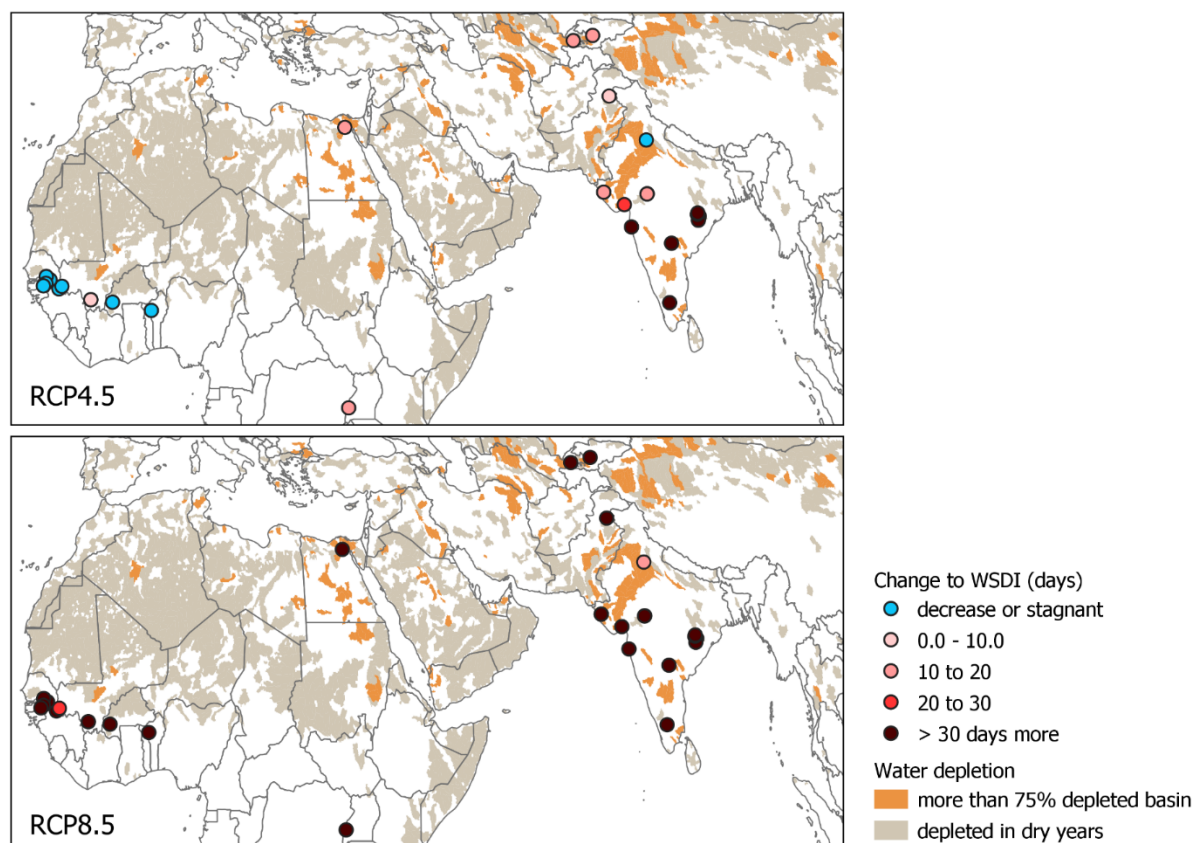 RCP4.5
RCP8.5
Change to WSDI (days)
decrease or stagnant
0.0 - 10.0
10 to 20
20 to 30
> 30 days more
Water depletion
more than 75% depleted basin
depleted in dry years